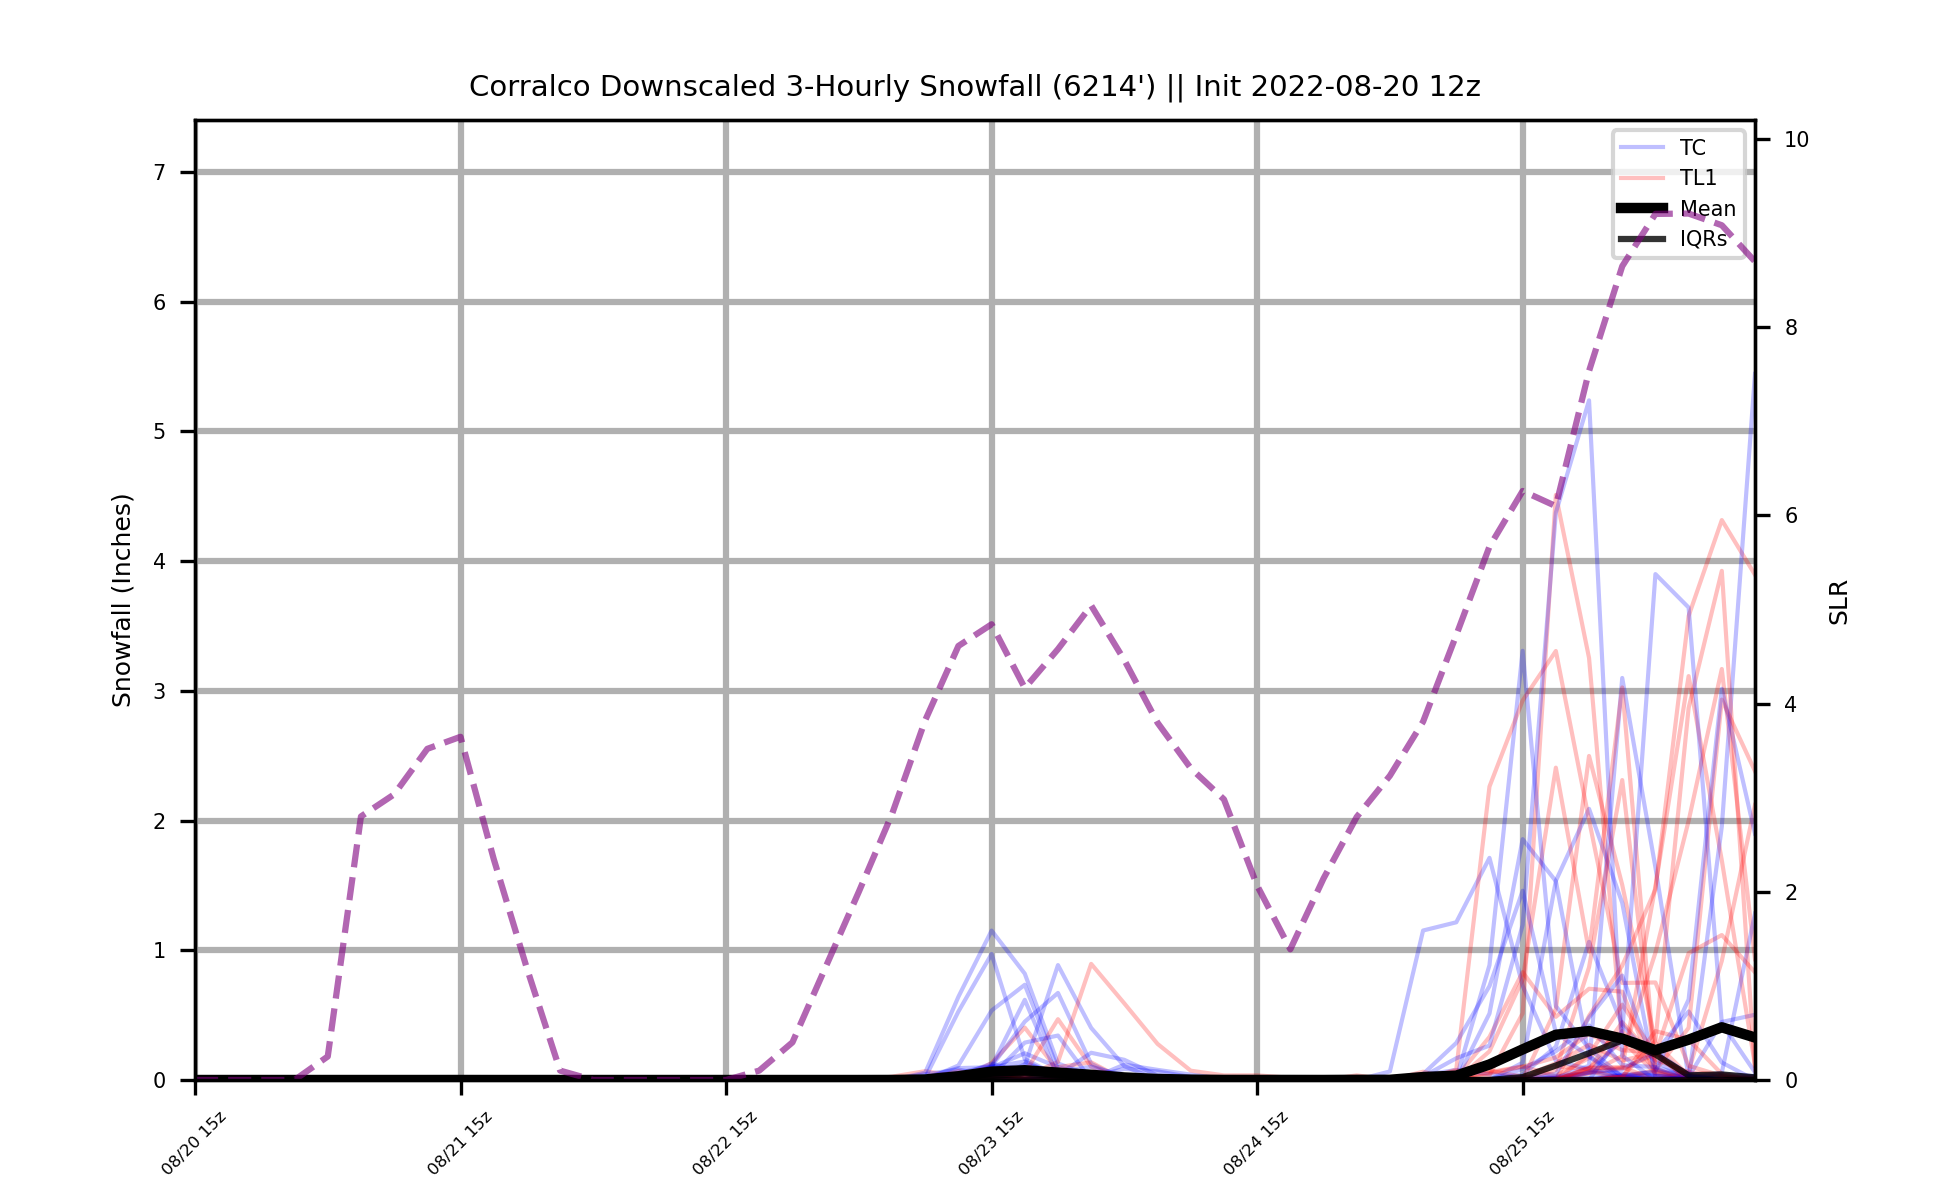 Corralco Downscaled 3-Hourly Snowfall (6214') || Init 2022-08-20 12z
TC
TL1
Mean
IQRs
7
6
5
4
3
2
1
0
Snowfall (Inches)
10
8
6
4
2
0
SLR
08/20 15z
08/21 15z
08/22 15z
08/23 15z
08/24 15z
08/25 15z